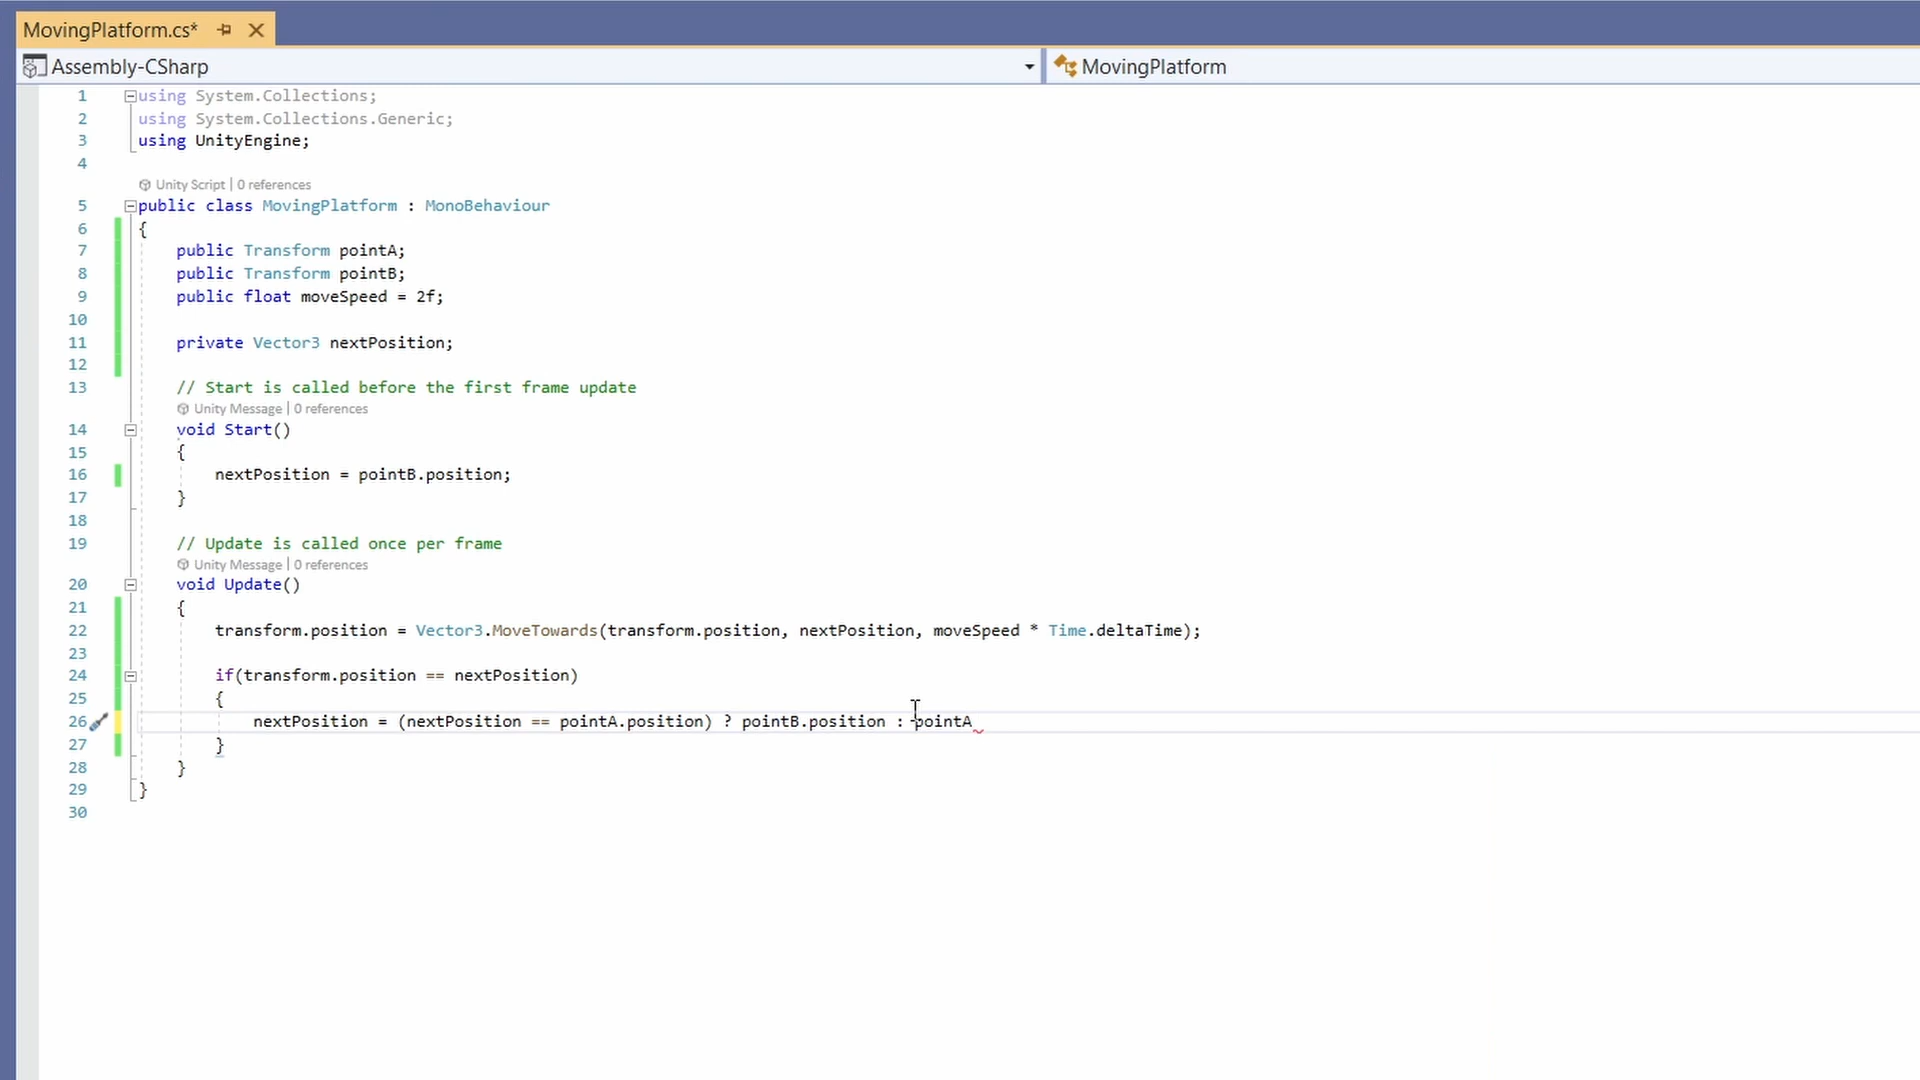 MovingPlatform.cs*
Assembly-CSharp MovingPlatform
1 using System.Collections;
2 using System.Collections.Generic;
3 using UnityEngine;
4
Unity Script | 0 references
5 public class MovingPlatform : MonoBehaviour
6 {
7 public Transform pointA;
8 public Transform pointB;
9 public float moveSpeed = 2f;
10
11 private Vector3 nextPosition;
12
13 // Start is called before the first frame update
Unity Message | 0 references
14 void Start()
15 {
16 nextPosition = pointB.position;
17 }
18
19 // Update is called once per frame
Unity Message | 0 references
20 void Update()
21 {
22 transform.position = Vector3.MoveTowards(transform.position, nextPosition, moveSpeed * Time.deltaTime);
23
24 if(transform.position == nextPosition)
25 {
26 nextPosition = (nextPosition == pointA.position) ? pointB.position : pointA
27 }
28 }
29 }
30